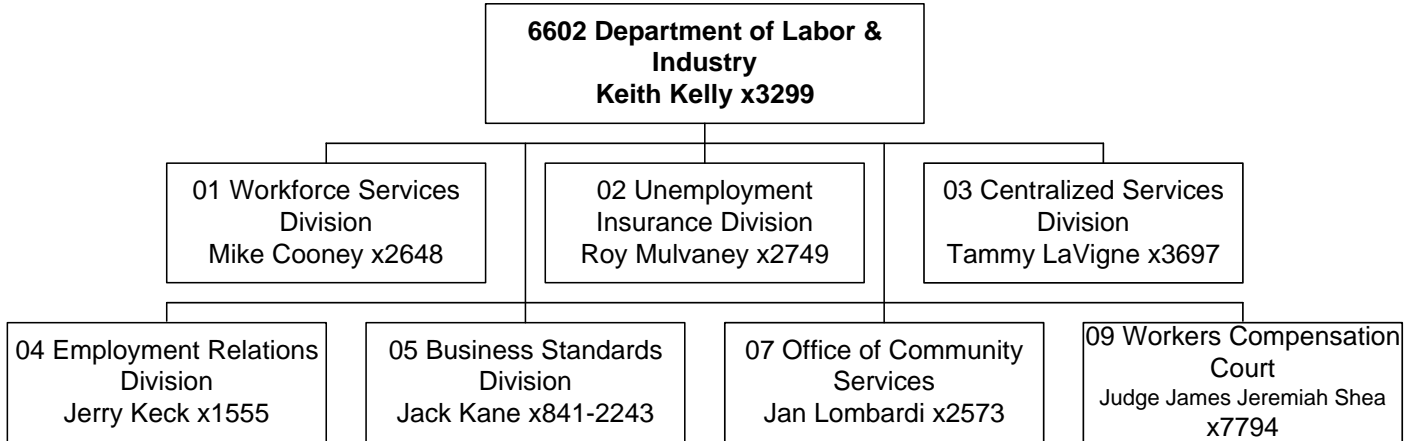 6602 Department of Labor &
Industry
Keith Kelly x3299
01 Workforce Services
Division
Mike Cooney x2648
02 Unemployment
Insurance Division
Roy Mulvaney x2749
03 Centralized Services
Division
Tammy LaVigne x3697
04 Employment Relations
Division
Jerry Keck x1555
05 Business Standards
Division
Jack Kane x841-2243
07 Office of Community
Services
Jan Lombardi x2573
09 Workers Compensation
Court
Judge James Jeremiah Shea
x7794